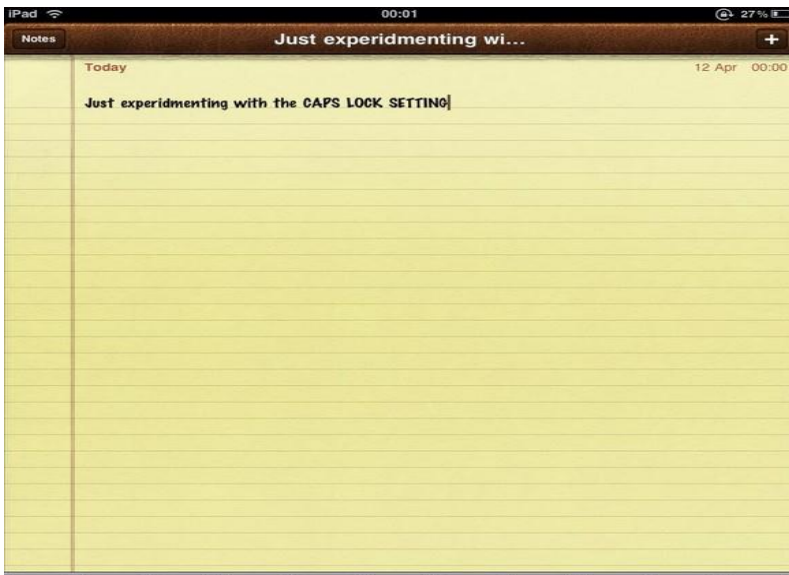 iPad 00:01 27%
Notes Just experidmenting wi... +
Today 12 Apr 00:00
Just experidmenting with the CAPS LOCK SETTING